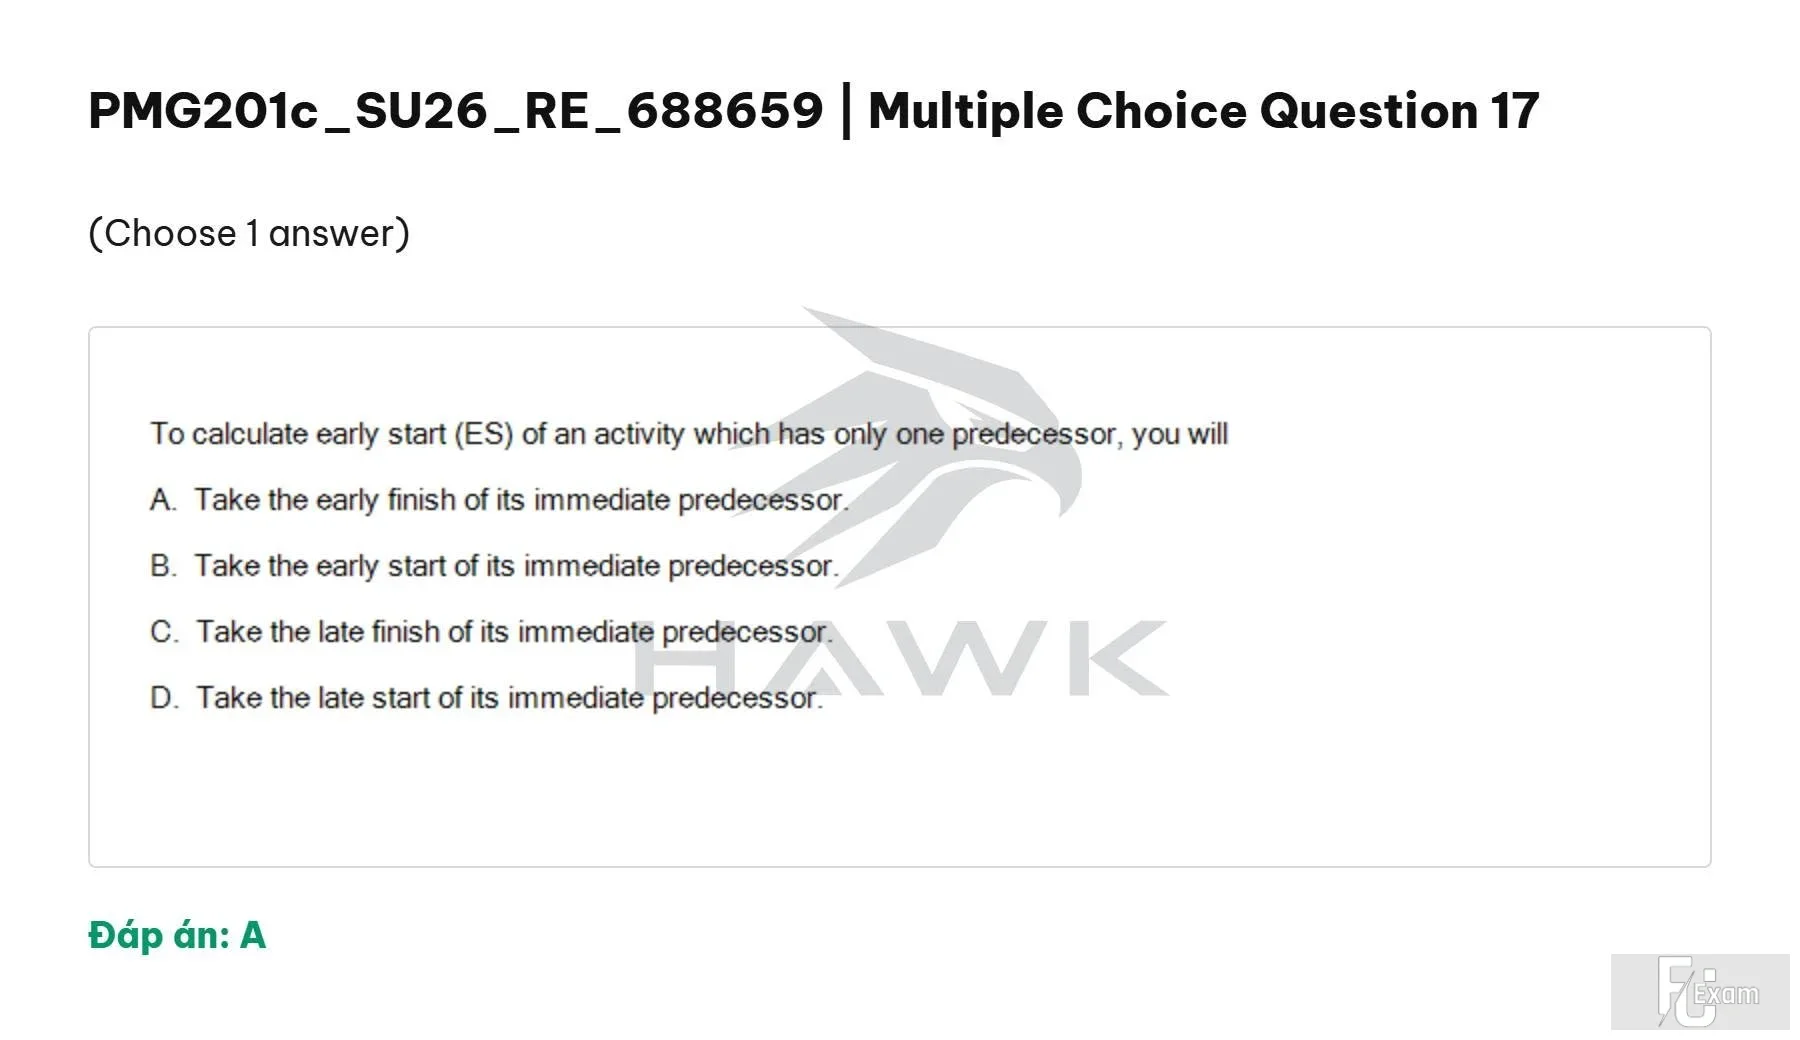 PMG201c_SU26_RE_688659 | Multiple Choice Question 17
(Choose 1 answer)
To calculate early start (ES) of an activity which has only one predecessor, you will
A. Take the early finish of its immediate predecessor.
B. Take the early start of its immediate predecessor.
C. Take the late finish of its immediate predecessor.
D. Take the late start of its immediate predecessor.
HAWK
Đáp án: A
FU Exam